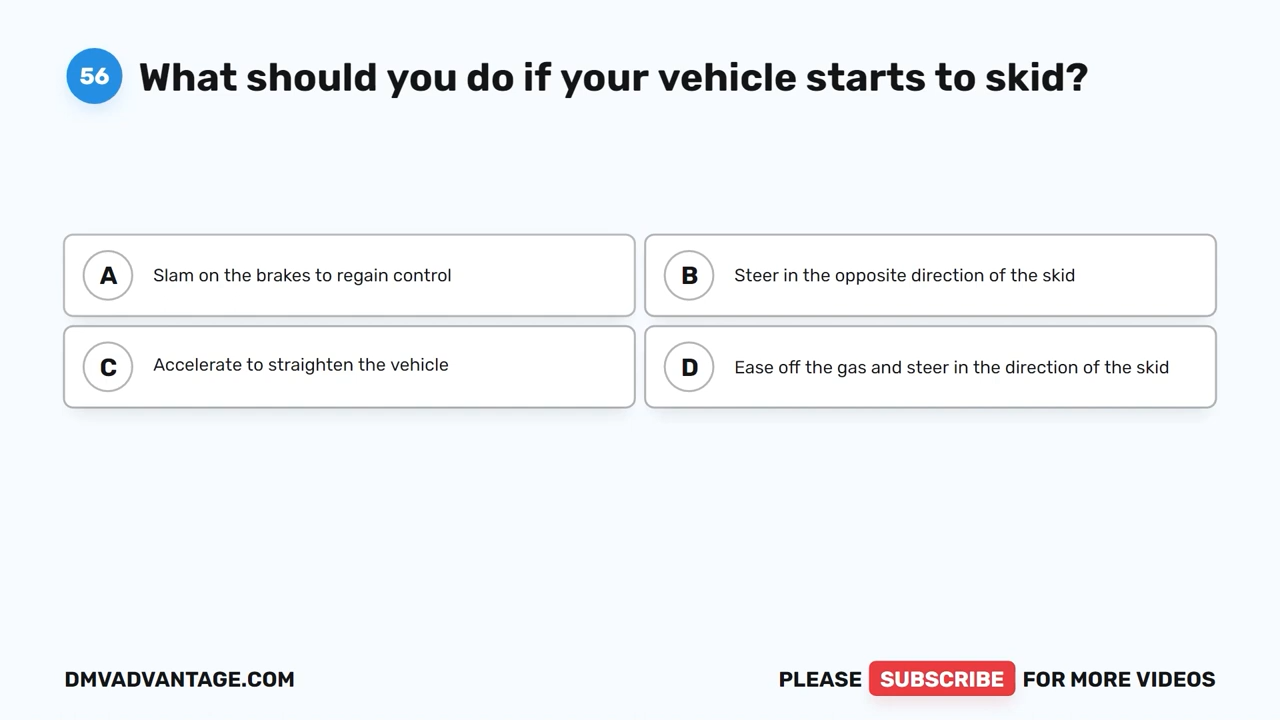 56 What should you do if your vehicle starts to skid?
A Slam on the brakes to regain control
B Steer in the opposite direction of the skid
C Accelerate to straighten the vehicle
D Ease off the gas and steer in the direction of the skid
DMVADVANTAGE.COM
PLEASE SUBSCRIBE FOR MORE VIDEOS